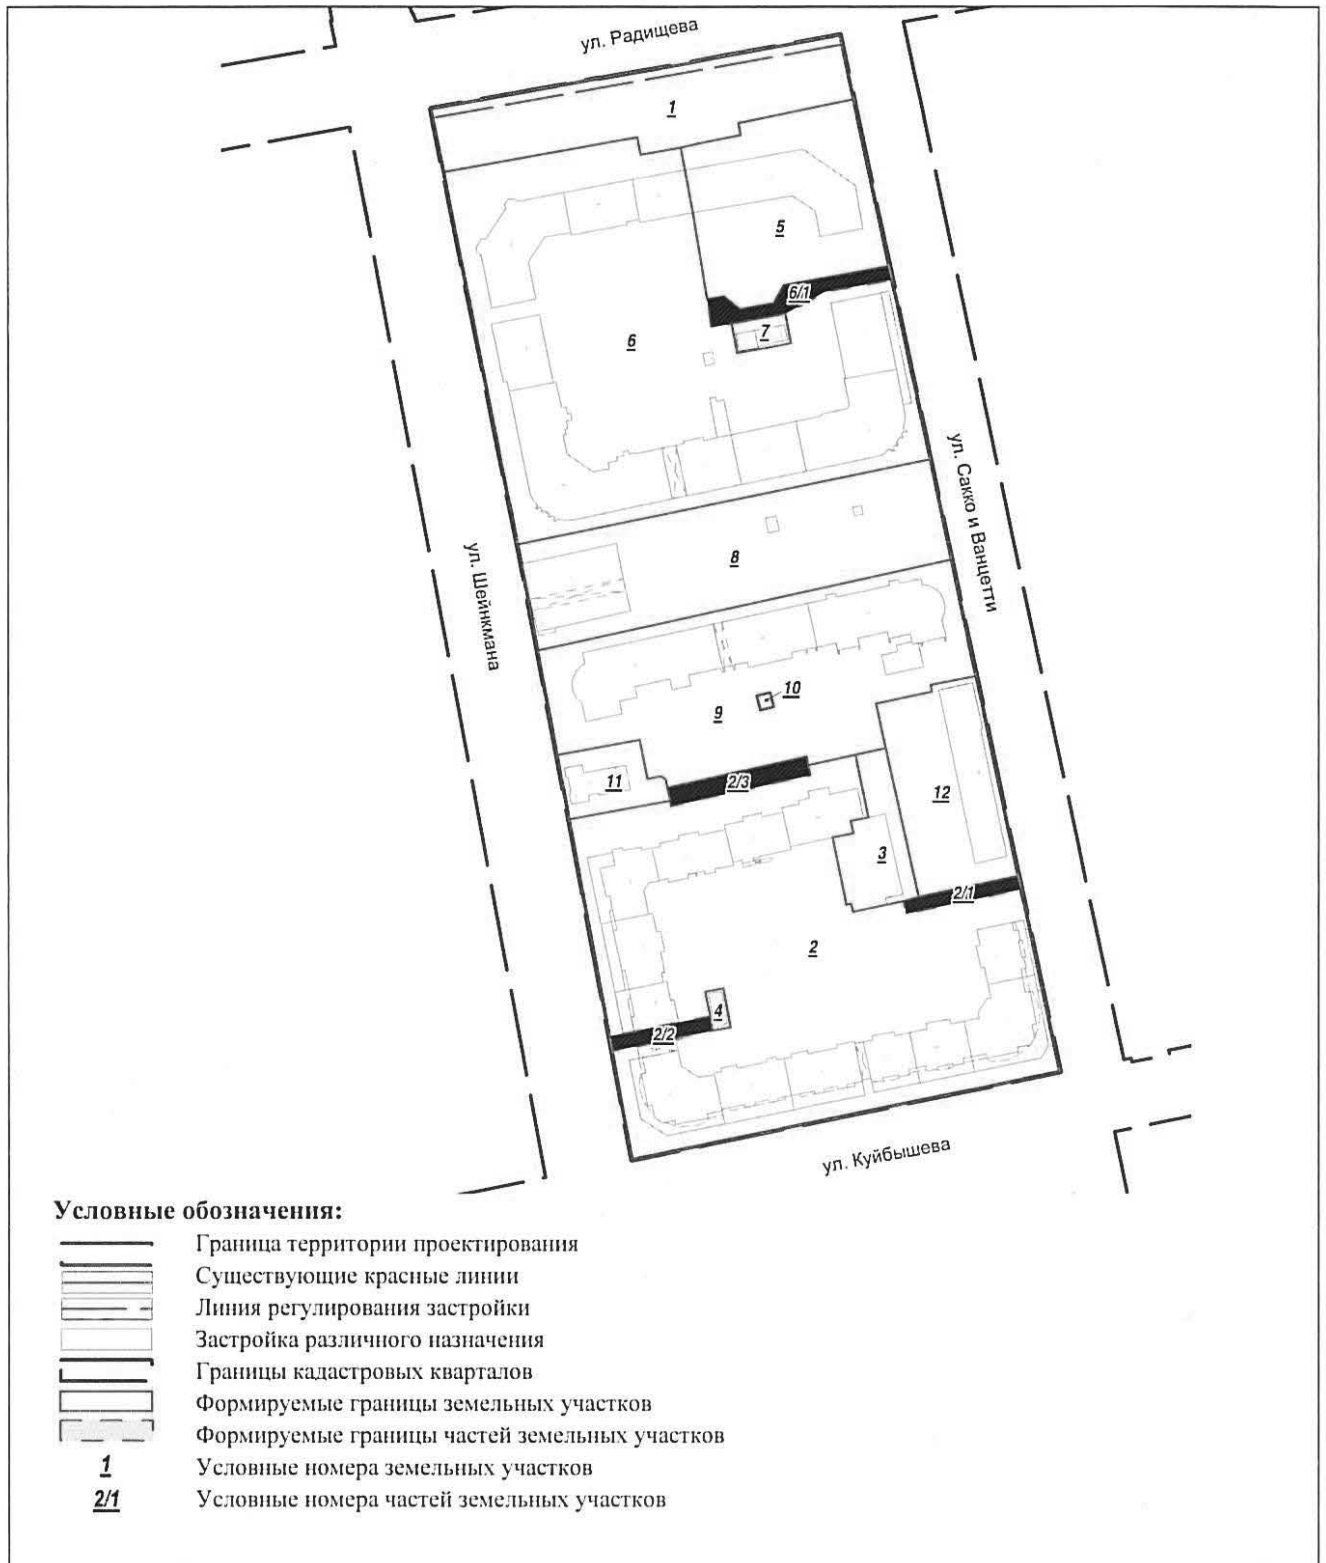 ул. Радищева
1
5
6/1
7
6
ул. Сакко и Ванцетти
8
ул. Шейнкмана
10
9
11
2/3
12
3
2/1
2
4
2/2
ул. Куйбышева
Условные обозначения:
Граница территории проектирования
Существующие красные линии
Линия регулирования застройки
Застройка различного назначения
Границы кадастровых кварталов
Формируемые границы земельных участков
Формируемые границы частей земельных участков
1 Условные номера земельных участков
2/1 Условные номера частей земельных участков